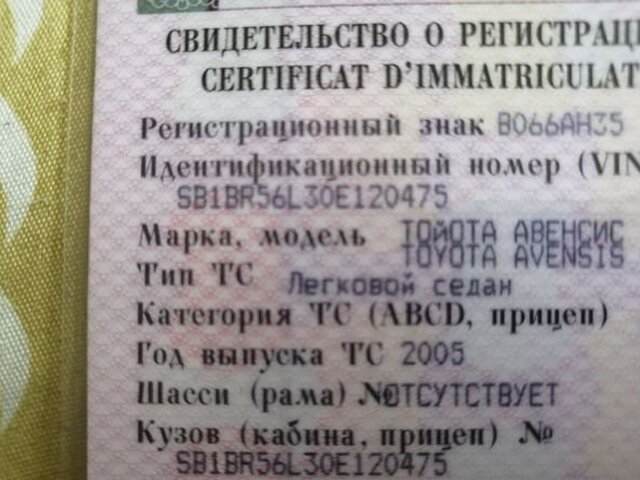 СВИДЕТЕЛЬСТВО О РЕГИСТРАЦИ
CERTIFICAT D'IMMATRICULAT
Регистрационный знак В066АН35
Идентификационный номер (VIN
SB1BR56L30E120475
Марка, модель ТОЙОТА АВЕНСИС
TOYOTA AVENSIS
Тип ТС Легковой седан
Категория ТС (ABCD, прицеп)
Год выпуска ТС 2005
Шасси (рама) № ОТСУТСТВУЕТ
Кузов (кабина, прицеп) №
SB1BR56L30E120475